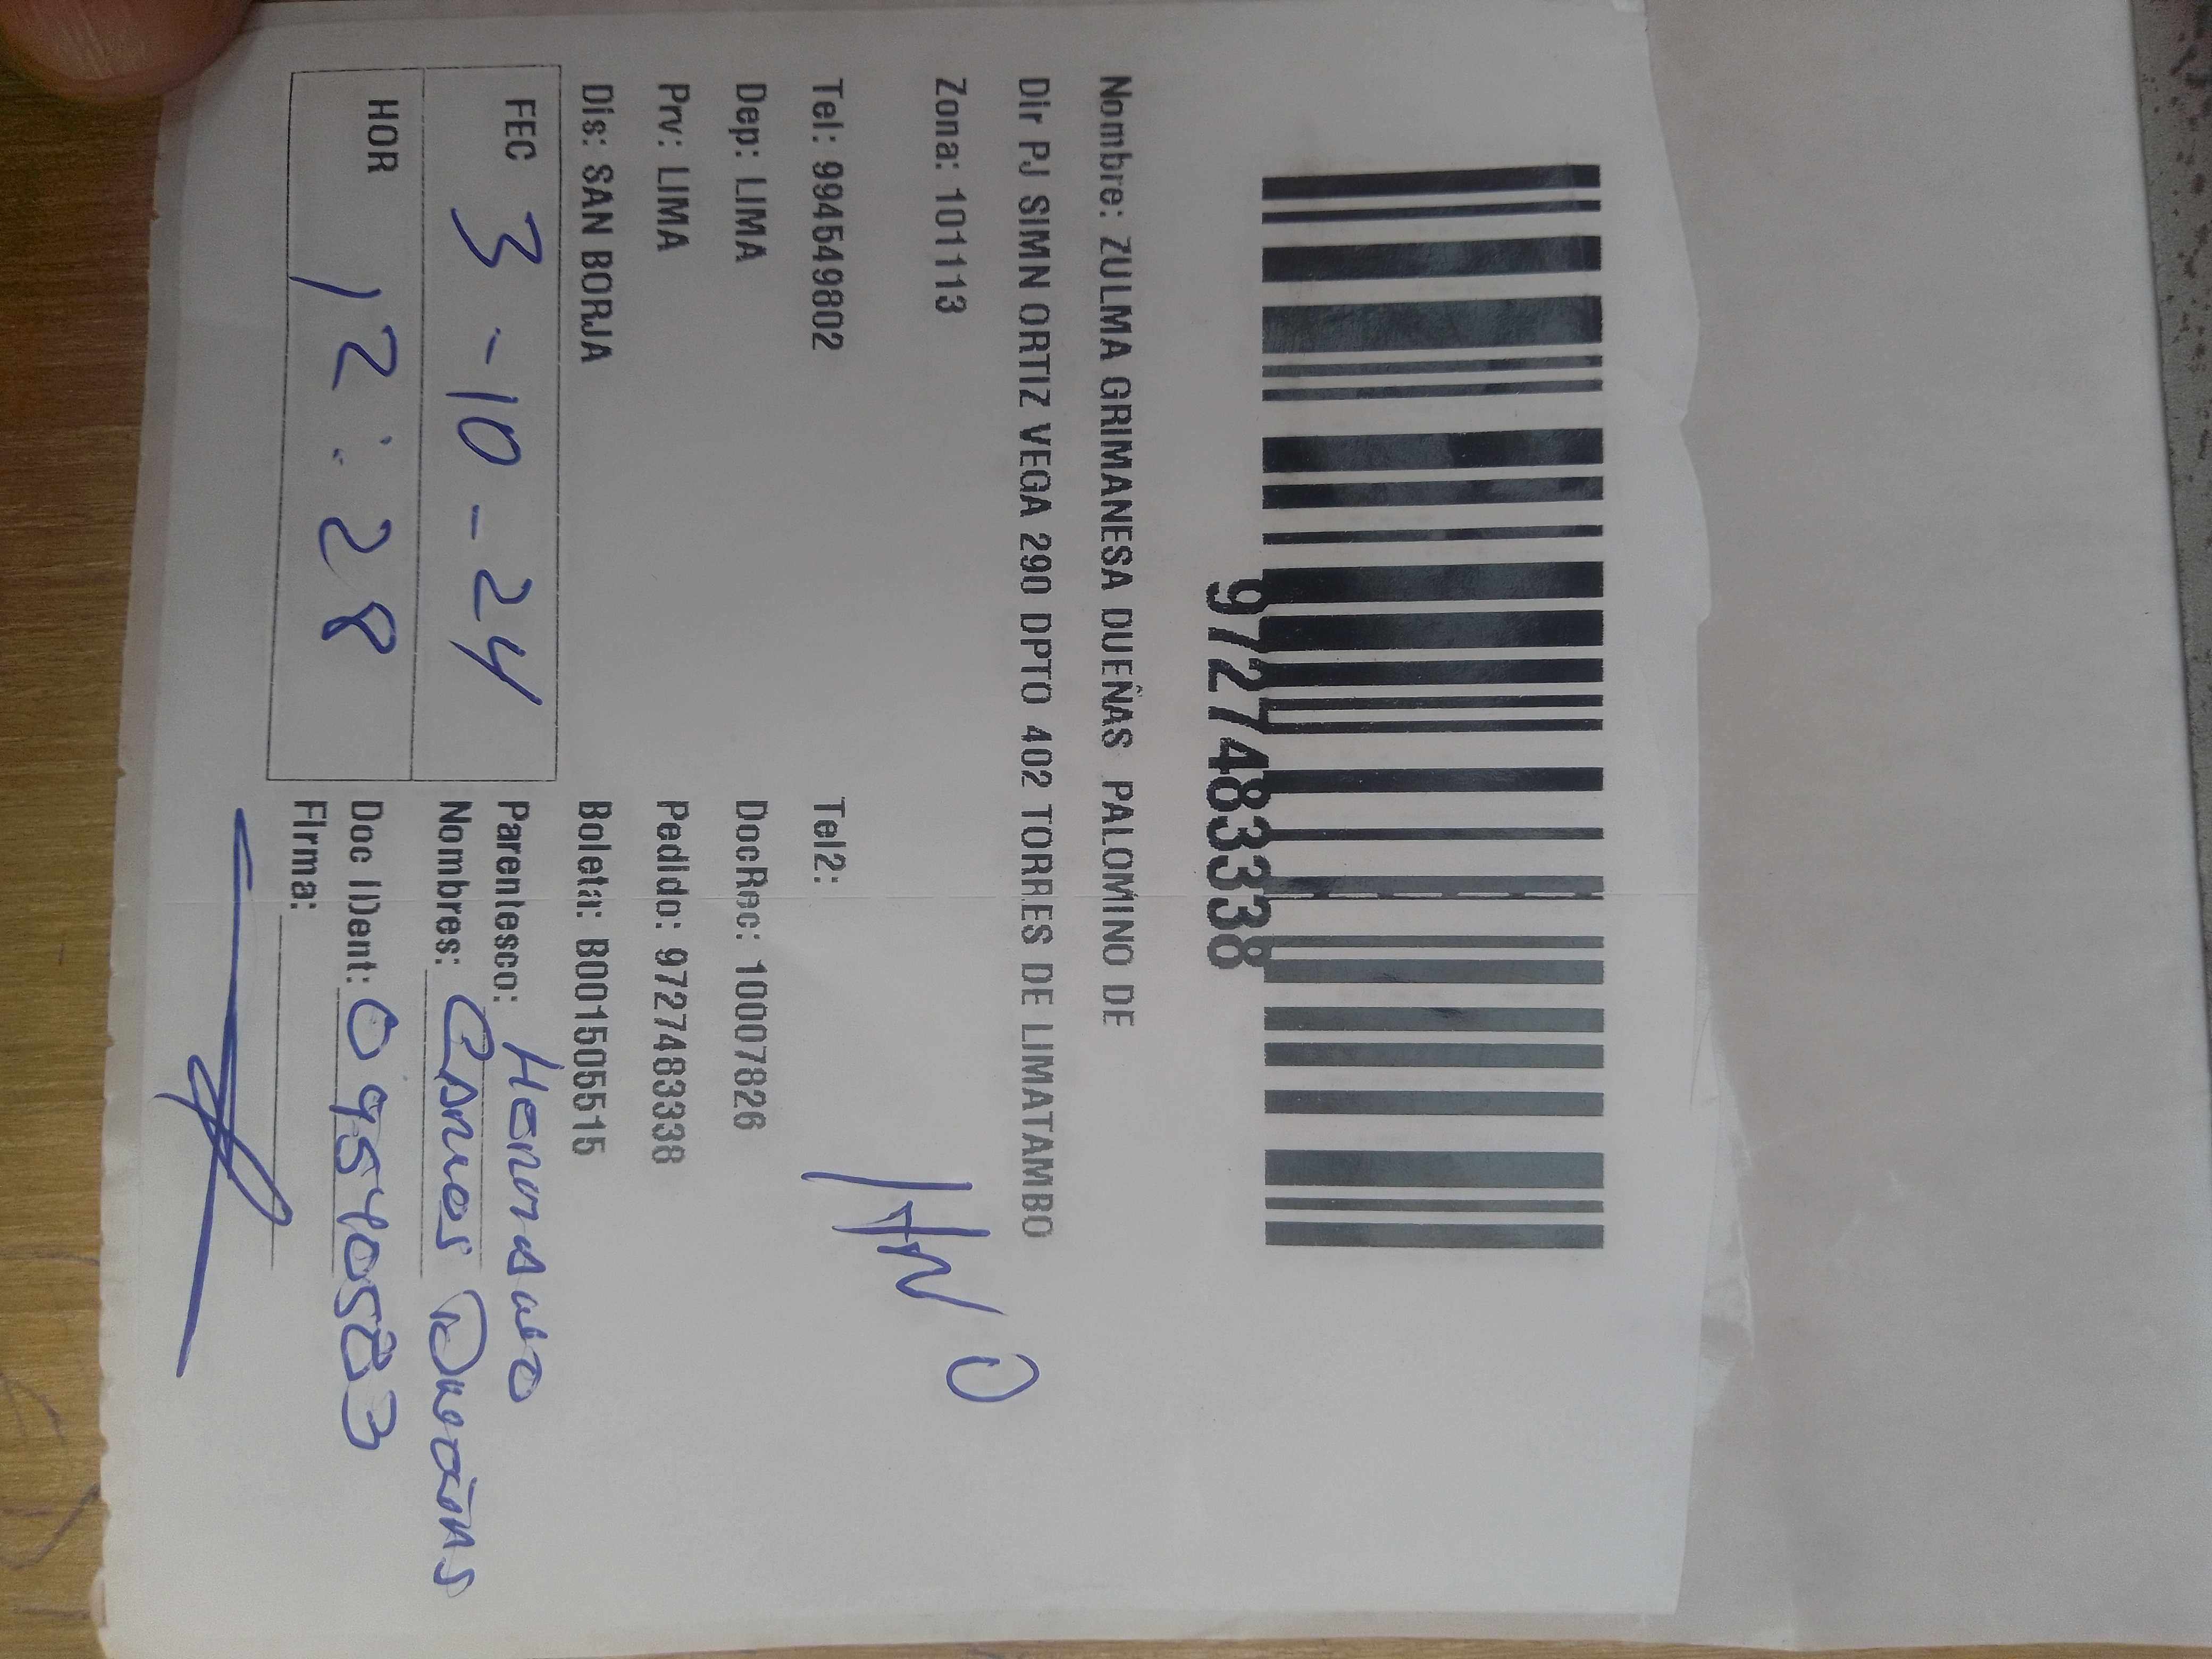 9727483338
Nombre: ZULMA GRIMANESA DUEÑAS PALOMINO DE
Dir PJ SIMN ORTIZ VEGA 290 DPTO 402 TORRES DE LIMATAMBO
Zona: 101113
HNO
Tel: 994549802 Tel2:
Dep: LIMA DocRec: 10007826
Prv: LIMA Pedido: 9727483338
Dis: SAN BORJA Boleta: B001505515
FEC 3-10-24 Parentesco:
Nombres: Dueñas
HOR 12:28 Doc IDent: 09540583
Firma: